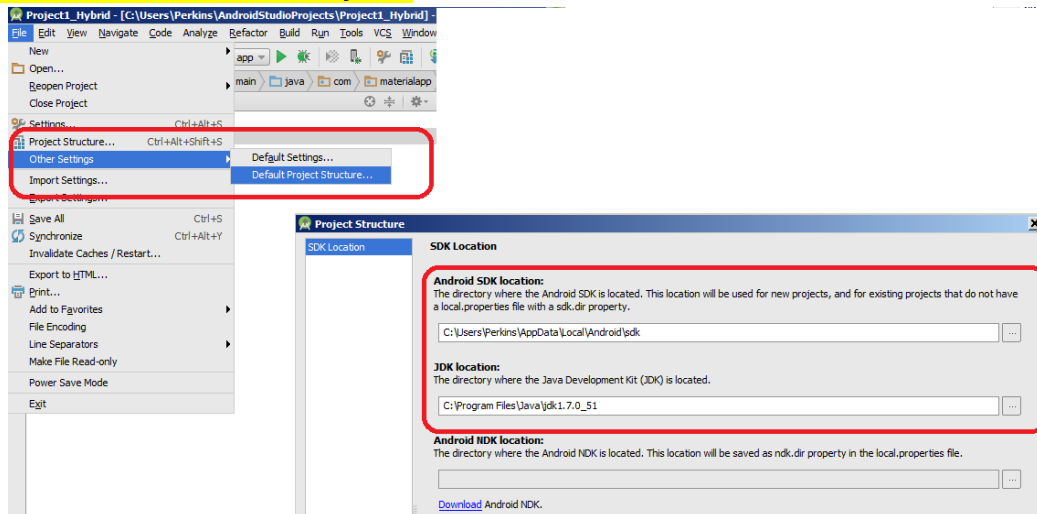 Project1_Hybrid - [C:\Users\Perkins\AndroidStudioProjects\Project1_Hybrid] -
File Edit View Navigate Code Analyze Refactor Build Run Tools VCS Window
New
app
Open...
Reopen Project
main java com materialapp
Close Project
Settings... Ctrl+Alt+S
Project Structure... Ctrl+Alt+Shift+S
Other Settings
Default Settings...
Default Project Structure...
Import Settings...
Export Settings...
Save All Ctrl+S
Synchronize Ctrl+Alt+Y
Invalidate Caches / Restart...
Export to HTML...
Print...
Add to Favorites
File Encoding
Line Separators
Make File Read-only
Power Save Mode
Exit
Project Structure
SDK Location
SDK Location
Android SDK location:
The directory where the Android SDK is located. This location will be used for new projects, and for existing projects that do not have
a local.properties file with a sdk.dir property.
C:\Users\Perkins\AppData\Local\Android\sdk
...
JDK location:
The directory where the Java Development Kit (JDK) is located.
C:\Program Files\Java\jdk1.7.0_51
...
Android NDK location:
The directory where the Android NDK is located. This location will be saved as ndk.dir property in the local.properties file.
...
Download Android NDK.